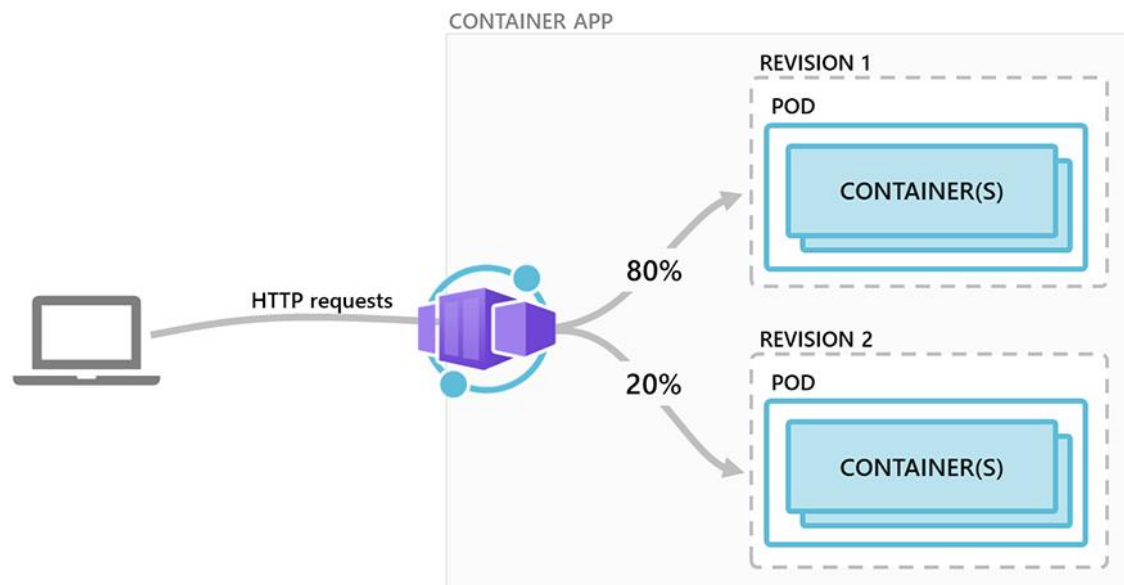 CONTAINER APP
REVISION 1
POD
CONTAINER(S)
80%
HTTP requests
20%
REVISION 2
POD
CONTAINER(S)